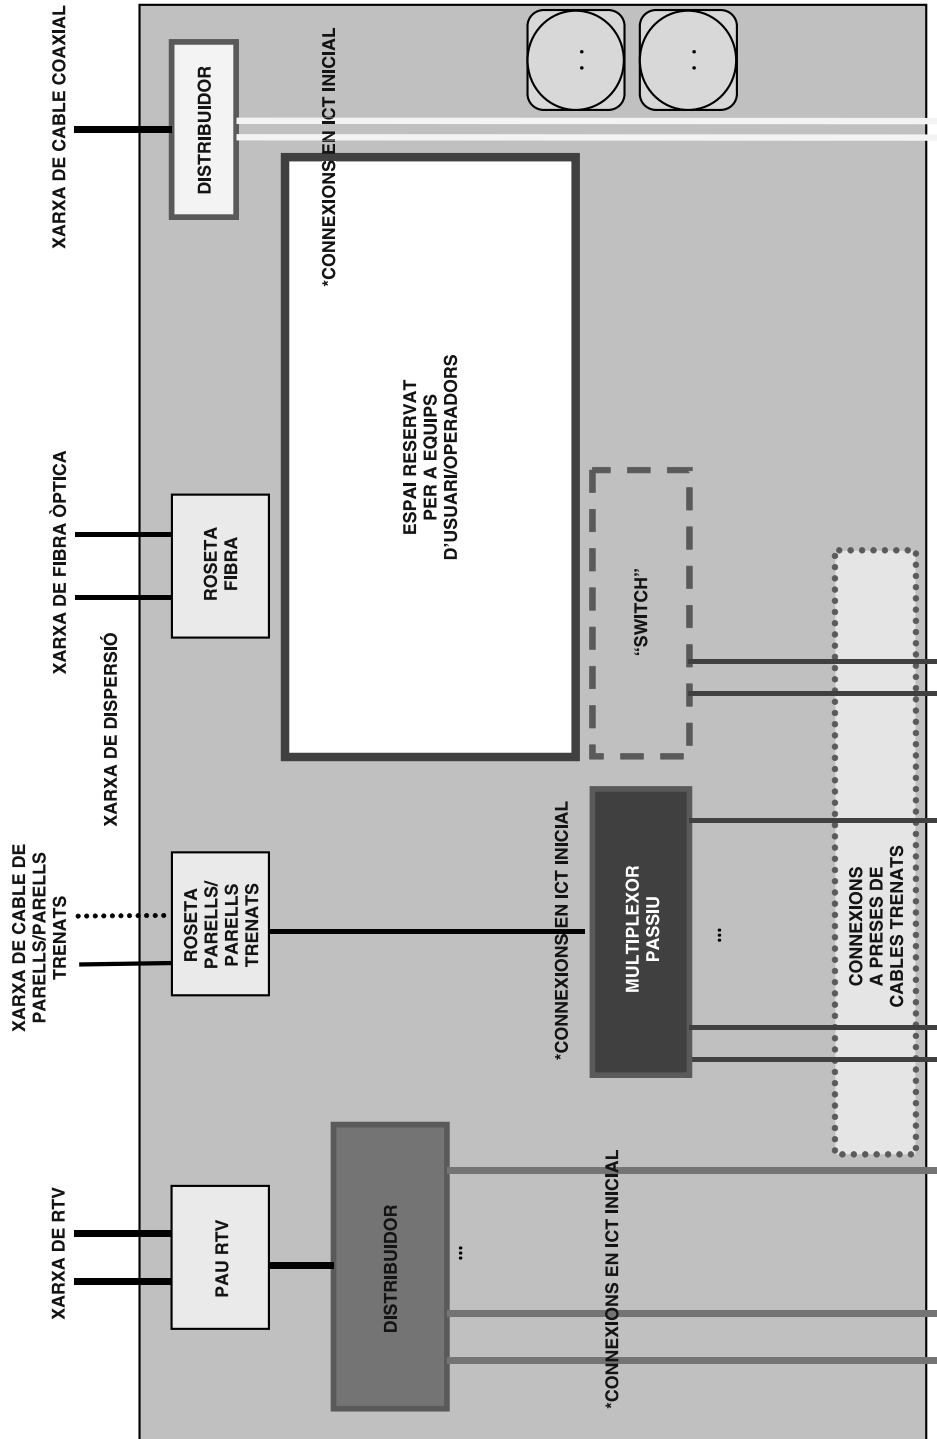 XARXA DE RTV
XARXA DE CABLE DE
PARELLS/PARELLS
TRENATS
XARXA DE FIBRA ÒPTICA
XARXA DE CABLE COAXIAL
XARXA DE DISPERSIÓ
PAU RTV
ROSETA
PARELLS/
PARELLS
TRENATS
ROSETA
FIBRA
DISTRIBUIDOR
*CONNEXIONS EN ICT INICIAL
DISTRIBUIDOR
...
ESPAI RESERVAT
PER A EQUIPS
D’USUARI/OPERADORS
*CONNEXIONS EN ICT INICIAL
*CONNEXIONS EN ICT INICIAL
MULTIPLEXOR
PASSIU
...
“SWITCH”
CONNEXIONS
A PRESES DE
CABLES TRENATS